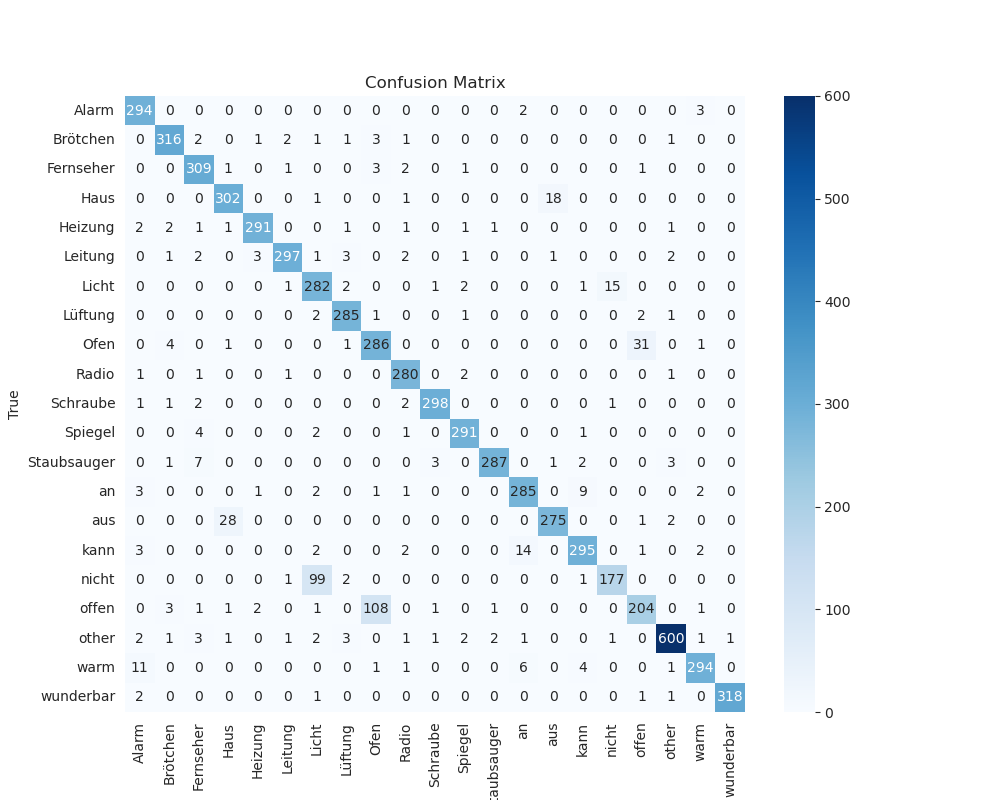 Confusion Matrix
Alarm 294 0 0 0 0 0 0 0 0 0 0 0 0 2 0 0 0 0 0 3 0
Brötchen 0 316 2 0 1 2 1 1 3 1 0 0 0 0 0 0 0 0 1 0 0
Fernseher 0 0 309 1 0 1 0 0 3 2 0 1 0 0 0 0 0 1 0 0 0
Haus 0 0 0 302 0 0 1 0 0 1 0 0 0 0 18 0 0 0 0 0 0
Heizung 2 2 1 1 291 0 0 1 0 1 0 1 1 0 0 0 0 0 1 0 0
Leitung 0 1 2 0 3 297 1 3 0 2 0 1 0 0 1 0 0 0 2 0 0
Licht 0 0 0 0 0 1 282 2 0 0 1 2 0 0 0 1 15 0 0 0 0
Lüftung 0 0 0 0 0 0 2 285 1 0 0 1 0 0 0 0 0 2 1 0 0
Ofen 0 4 0 1 0 0 0 1 286 0 0 0 0 0 0 0 0 31 0 1 0
Radio 1 0 1 0 0 1 0 0 0 280 0 2 0 0 0 0 0 0 1 0 0
Schraube 1 1 2 0 0 0 0 0 0 2 298 0 0 0 0 0 1 0 0 0 0
Spiegel 0 0 4 0 0 0 2 0 0 1 0 291 0 0 0 1 0 0 0 0 0
Staubsauger 0 1 7 0 0 0 0 0 0 0 3 0 287 0 1 2 0 0 3 0 0
an 3 0 0 0 1 0 2 0 1 1 0 0 0 285 0 9 0 0 0 2 0
aus 0 0 0 28 0 0 0 0 0 0 0 0 0 0 275 0 0 1 2 0 0
kann 3 0 0 0 0 0 2 0 0 2 0 0 0 14 0 295 0 1 0 2 0
nicht 0 0 0 0 0 1 99 2 0 0 0 0 0 0 0 1 177 0 0 0 0
offen 0 3 1 1 2 0 1 0 108 0 1 0 1 0 0 0 0 204 0 1 0
other 2 1 3 1 0 1 2 3 0 1 1 2 2 1 0 0 1 0 600 1 1
warm 11 0 0 0 0 0 0 0 1 1 0 0 0 6 0 4 0 0 1 294 0
wunderbar 2 0 0 0 0 0 1 0 0 0 0 0 0 0 0 0 0 1 1 0 318
True
Alarm
Brötchen
Fernseher
Haus
Heizung
Leitung
Licht
Lüftung
Ofen
Radio
Schraube
Spiegel
taubsauger
an
aus
kann
nicht
offen
other
warm
wunderbar
600
500
400
300
200
100
0